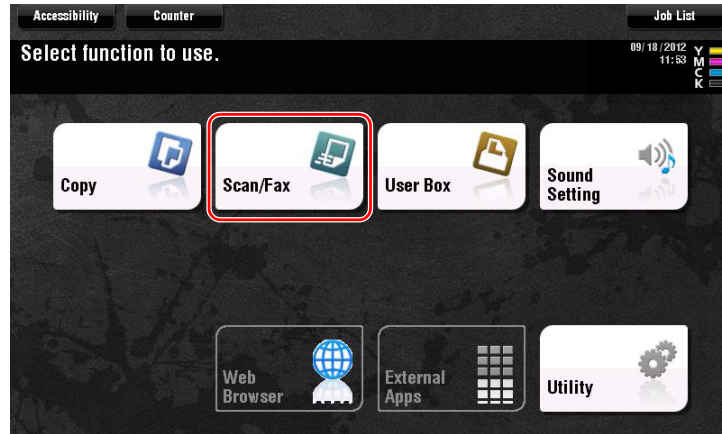 Accessibility
Counter
Job List
Select function to use.
09/18/2012
11:53
Y
M
C
K
Copy
Scan/Fax
User Box
Sound
Setting
Web
Browser
External
Apps
Utility